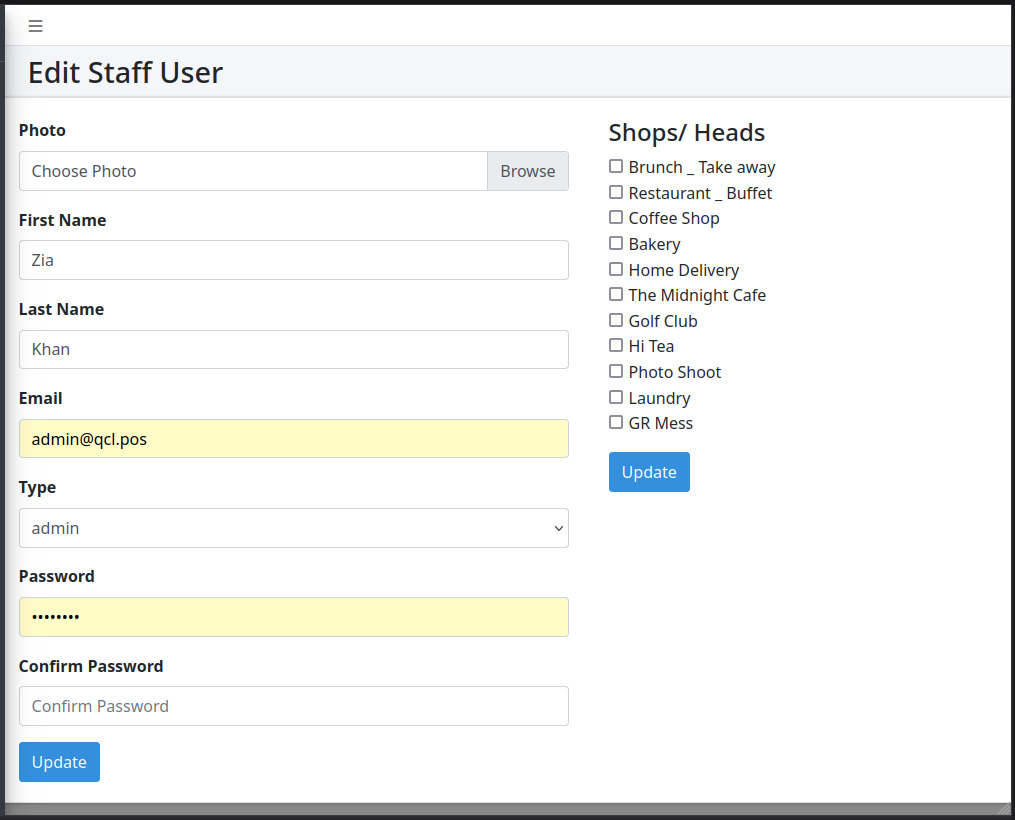 Edit Staff User
Photo
Choose Photo
Browse
First Name
Zia
Last Name
Khan
Email
admin@qcl.pos
Type
admin
Password
••••••••
Confirm Password
Confirm Password
Update
Shops/ Heads
Brunch _ Take away
Restaurant _ Buffet
Coffee Shop
Bakery
Home Delivery
The Midnight Cafe
Golf Club
Hi Tea
Photo Shoot
Laundry
GR Mess
Update